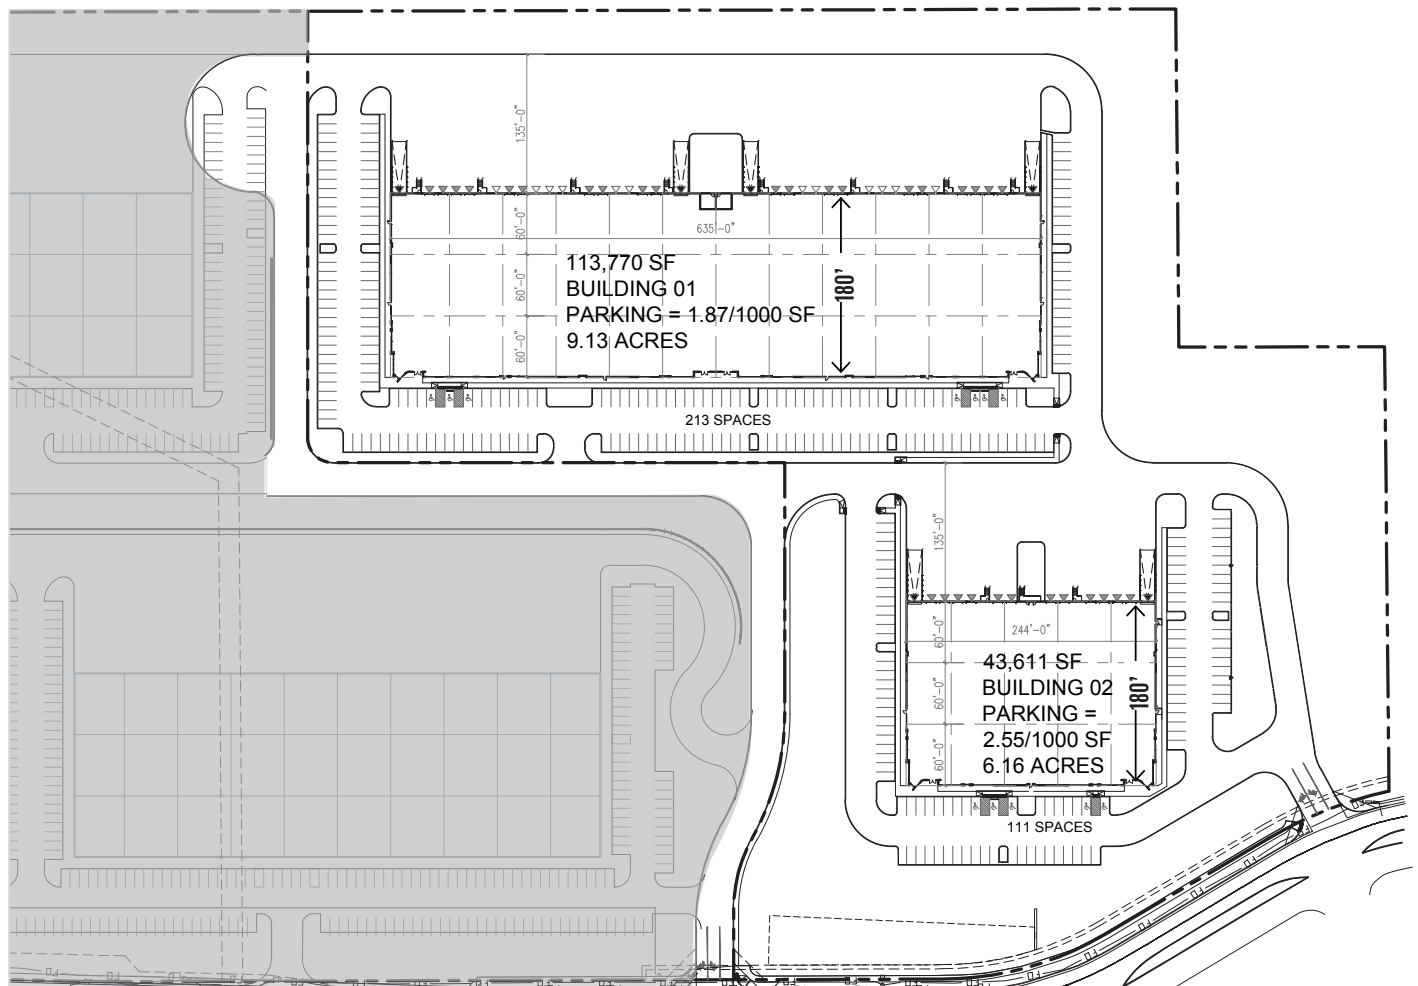 135'-0"
60'-0"
635'-0"
113,770 SF
BUILDING 01
PARKING = 1.87/1000 SF
9.13 ACRES
60'-0"
180'
60'-0"
213 SPACES
135'-0"
60'-0"
244'-0"
43,611 SF
BUILDING 02
PARKING =
2.55/1000 SF
6.16 ACRES
60'-0"
180'
60'-0"
111 SPACES